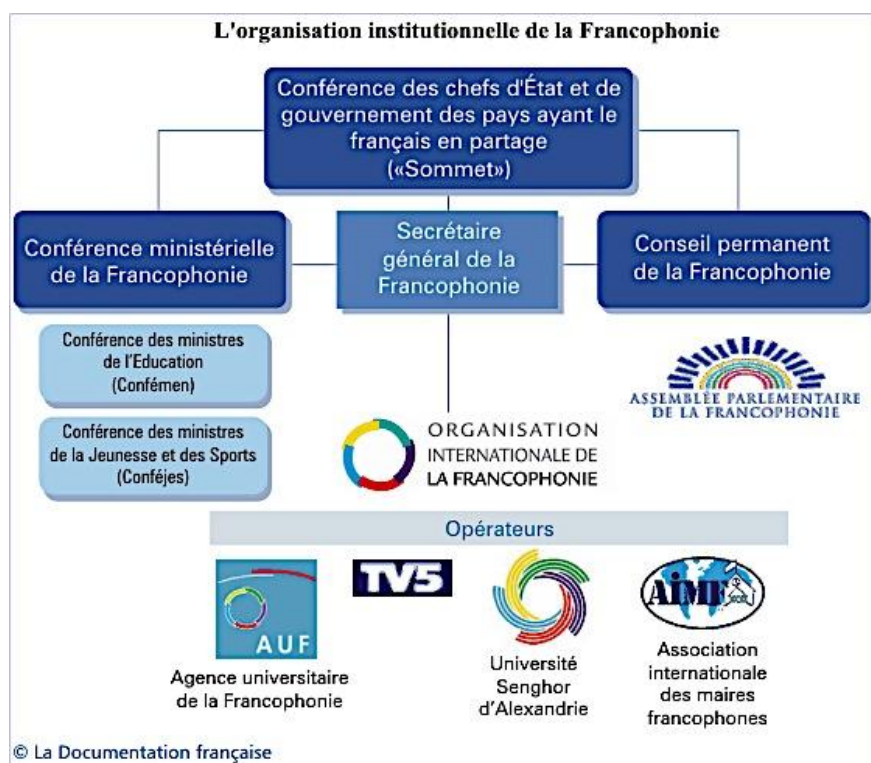 L'organisation institutionnelle de la Francophonie
Conférence des chefs d'État et de
gouvernement des pays ayant le
français en partage
(«Sommet»)
Conférence ministérielle
de la Francophonie
Secrétaire
général de la
Francophonie
Conseil permanent
de la Francophonie
Conférence des ministres
de l'Education
(Confémen)
Conférence des ministres
de la Jeunesse et des Sports
(Conféjes)
ASSEMBLÉE PARLEMENTAIRE
DE LA FRANCOPHONIE
ORGANISATION
INTERNATIONALE DE
LA FRANCOPHONIE
Opérateurs
AUF
Agence universitaire
de la Francophonie
TV5
Université
Senghor
d'Alexandrie
AiMF
Association
internationale
des maires
francophones
© La Documentation française